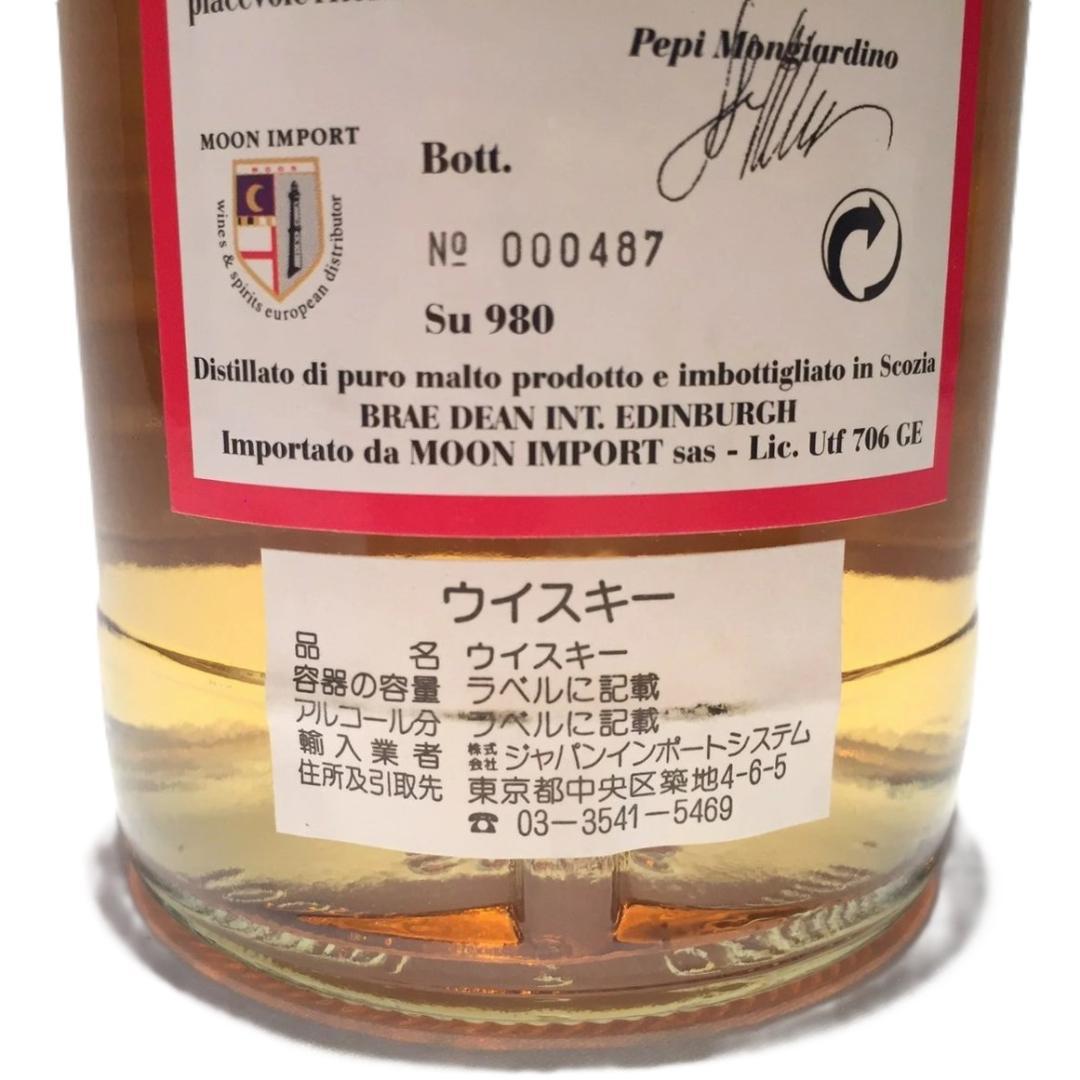 piacevole
Pepi Mongiardino
MOON IMPORT
MOON
wines & spirits european distributor
Bott.
Nº 000487
Su 980
Distillato di puro malto prodotto e imbottigliato in Scozia
BRAE DEAN INT. EDINBURGH
Importato da MOON IMPORT sas - Lic. Utf 706 GE
ウイスキー
品名 ウイスキー
容器の容量 ラベルに記載
アルコール分 ラベルに記載
輸入業者 株式会社 ジャパンインポートシステム
住所及引取先 東京都中央区築地4-6-5
☎ 03-3541-5469